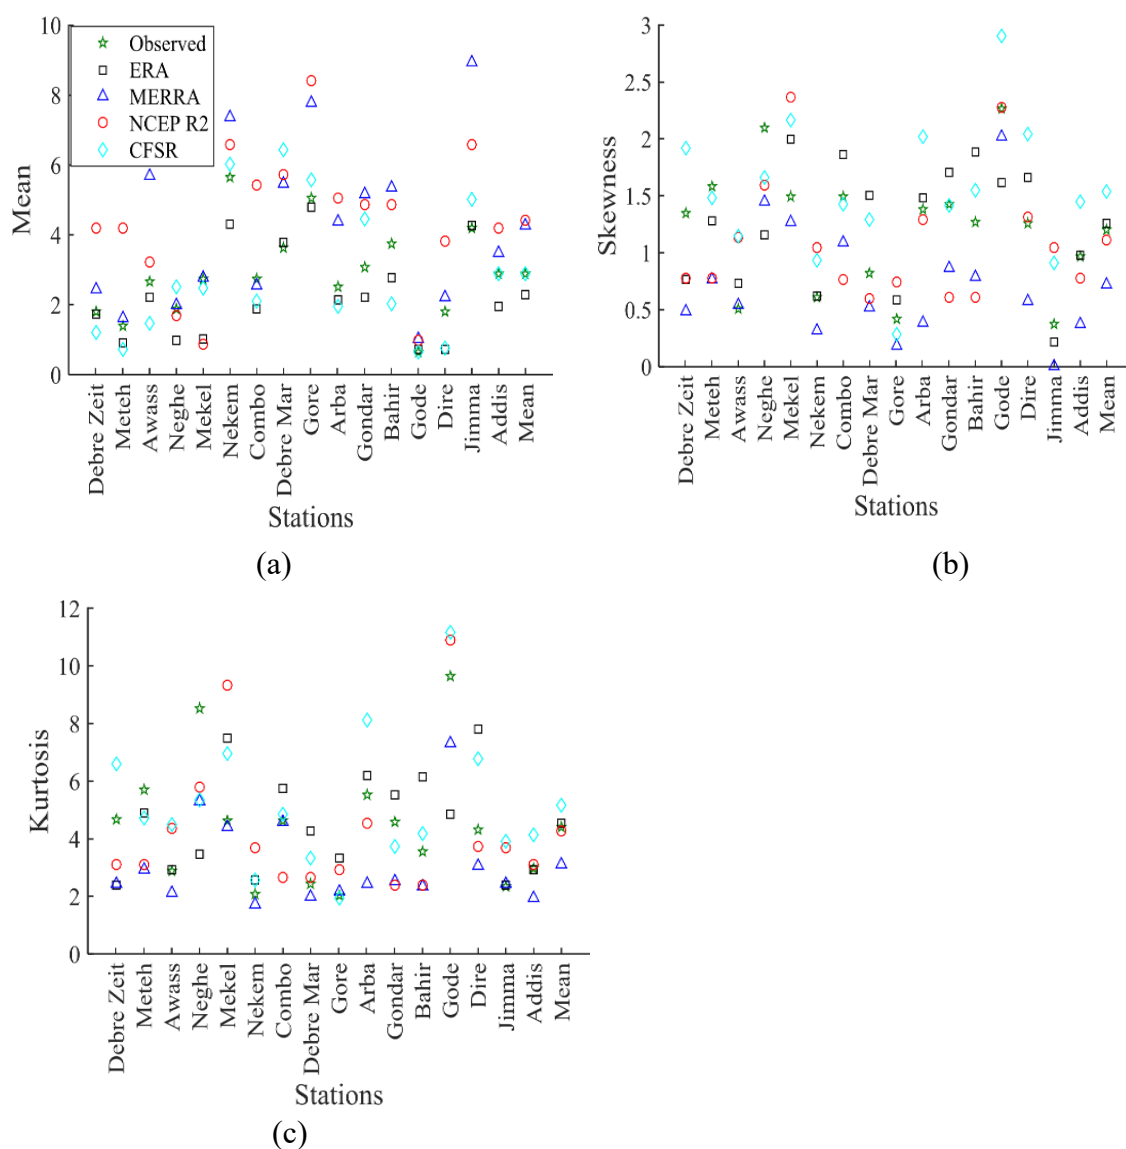 10
8
6
4
2
0
Mean
Observed
ERA
MERRA
NCEP R2
CFSR
Debre Zeit
Meteh
Awass
Neghe
Mekel
Nekem
Combo
Debre Mar
Gore
Arba
Gondar
Bahir
Gode
Dire
Jimma
Addis
Mean
Stations
(a)
3
2.5
2
1.5
1
0.5
0
Skewness
Debre Zeit
Meteh
Awass
Neghe
Mekel
Nekem
Combo
Debre Mar
Gore
Arba
Gondar
Bahir
Gode
Dire
Jimma
Addis
Mean
Stations
(b)
12
10
8
6
4
2
0
Kurtosis
Debre Zeit
Meteh
Awass
Neghe
Mekel
Nekem
Combo
Debre Mar
Gore
Arba
Gondar
Bahir
Gode
Dire
Jimma
Addis
Mean
Stations
(c)